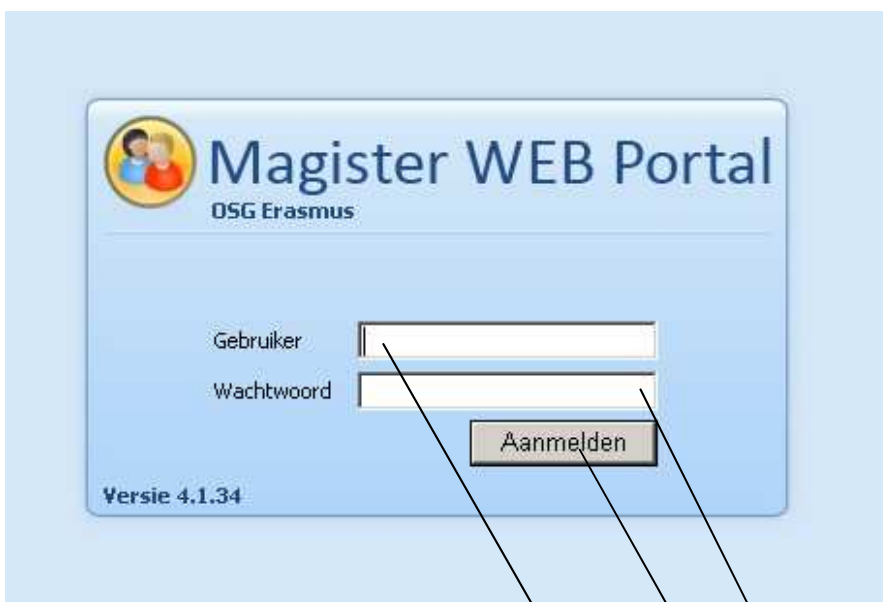 Magister WEB Portal
OSG Erasmus
Gebruiker
Wachtwoord
Aanmelden
Versie 4.1.34